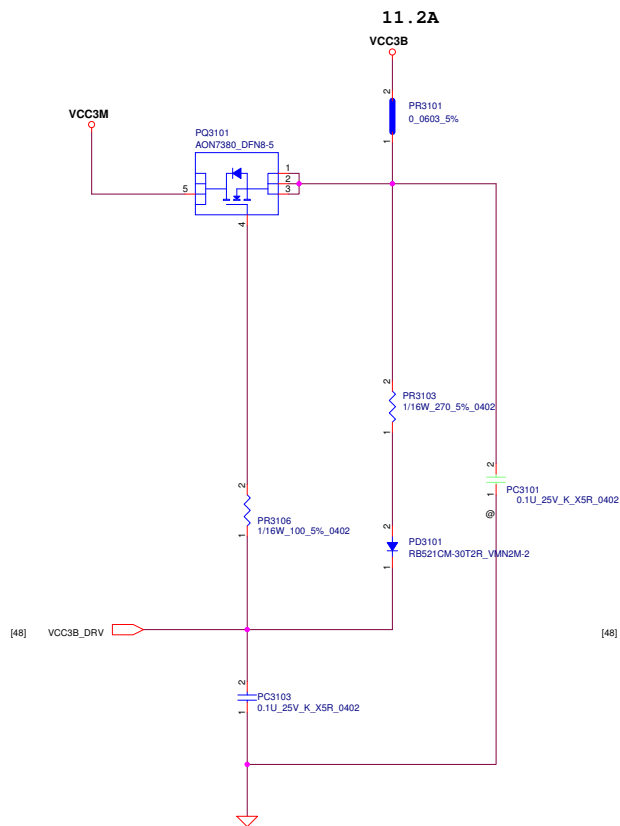 11.2A
VCC3B
2
PR3101
0_0603_5%
1
VCC3M
PQ3101
AON7380_DFN8-5
1
2
3
5
4
2
PR3103
1/16W_270_5%_0402
1
2
PC3101
0.1U_25V_K_X5R_0402
1
@
2
PR3106
1/16W_100_5%_0402
1
2
PD3101
RB521CM-30T2R_VMN2M-2
1
[48] VCC3B_DRV
[48]
2
PC3103
0.1U_25V_K_X5R_0402
1